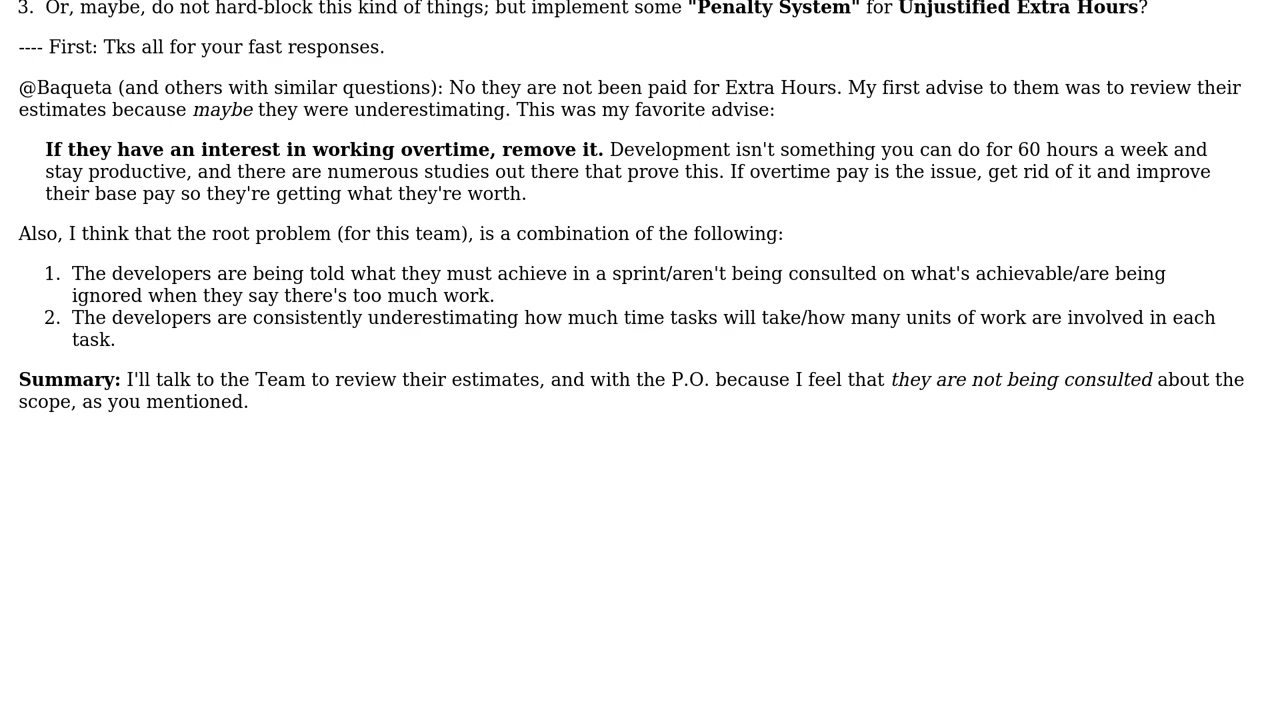 3. Or, maybe, do not hard-block this kind of things; but implement some "Penalty System" for Unjustified Extra Hours?
---- First: Tks all for your fast responses.
@Baqueta (and others with similar questions): No they are not been paid for Extra Hours. My first advise to them was to review their
estimates because maybe they were underestimating. This was my favorite advise:
If they have an interest in working overtime, remove it. Development isn't something you can do for 60 hours a week and
stay productive, and there are numerous studies out there that prove this. If overtime pay is the issue, get rid of it and improve
their base pay so they're getting what they're worth.
Also, I think that the root problem (for this team), is a combination of the following:
1. The developers are being told what they must achieve in a sprint/aren't being consulted on what's achievable/are being
ignored when they say there's too much work.
2. The developers are consistently underestimating how much time tasks will take/how many units of work are involved in each
task.
Summary: I'll talk to the Team to review their estimates, and with the P.O. because I feel that they are not being consulted about the
scope, as you mentioned.